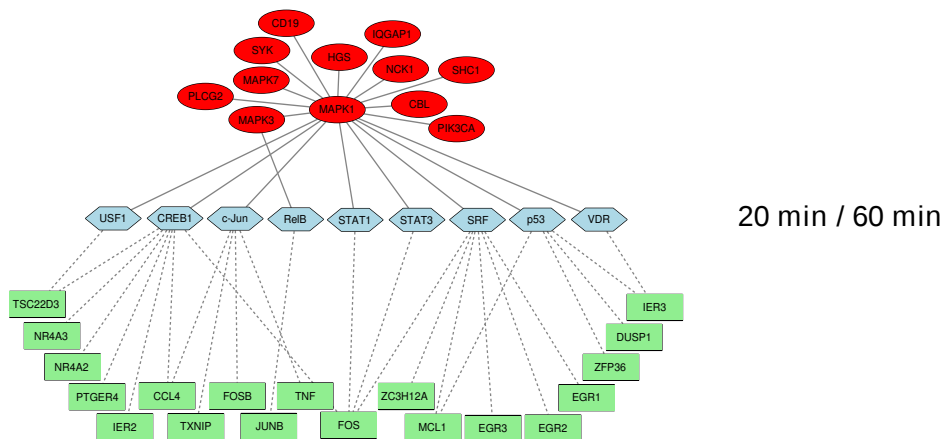 CD19
IQGAP1
SYK
HGS
NCK1
SHC1
MAPK7
PLCG2
MAPK1
CBL
MAPK3
PIK3CA
USF1
CREB1
c-Jun
RelB
STAT1
STAT3
SRF
p53
VDR
20 min / 60 min
TSC22D3
IER3
NR4A3
DUSP1
NR4A2
ZFP36
PTGER4
CCL4
FOSB
TNF
ZC3H12A
EGR1
IER2
TXNIP
JUNB
FOS
MCL1
EGR3
EGR2